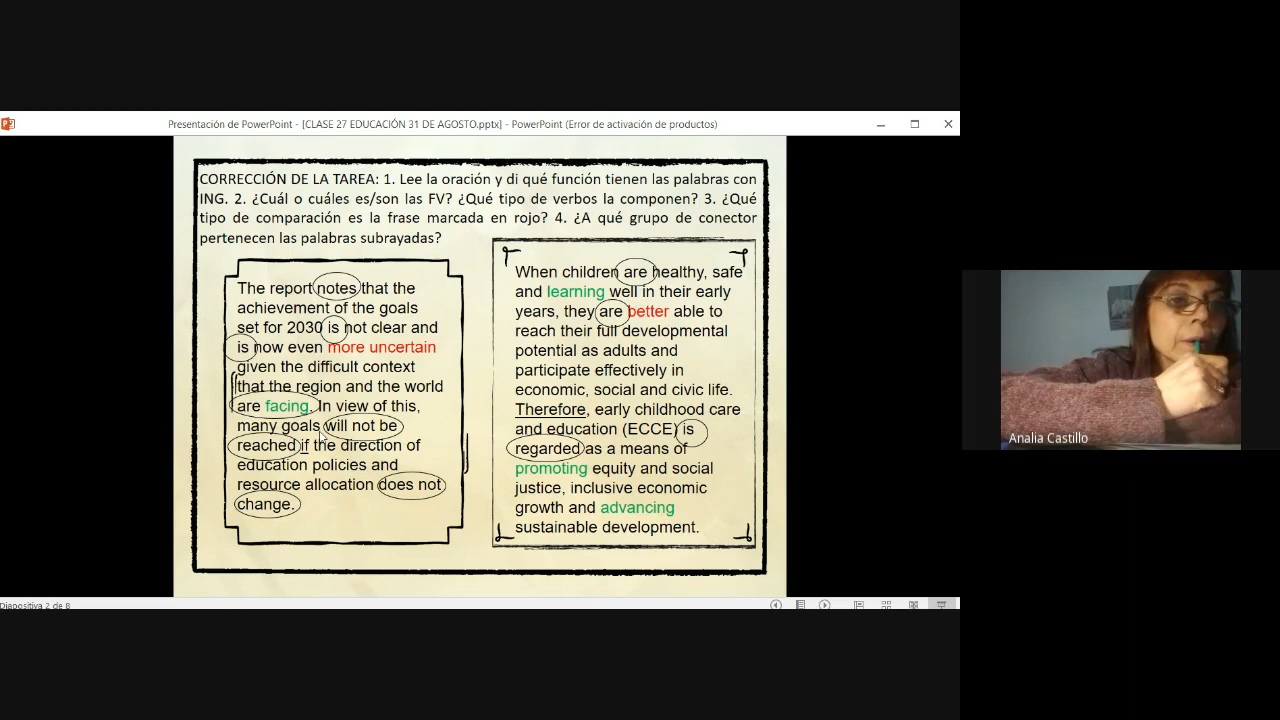 Presentación de PowerPoint - [CLASE 27 EDUCACIÓN 31 DE AGOSTO.pptx] - PowerPoint (Error de activación de productos)
CORRECCIÓN DE LA TAREA: 1. Lee la oración y di qué función tienen las palabras con
ING. 2. ¿Cuál o cuáles es/son las FV? ¿Qué tipo de verbos la componen? 3. ¿Qué
tipo de comparación es la frase marcada en rojo? 4. ¿A qué grupo de conector
pertenecen las palabras subrayadas?
The report notes that the
achievement of the goals
set for 2030 is not clear and
is now even more uncertain
given the difficult context
that the region and the world
are facing. In view of this,
many goals will not be
reached if the direction of
education policies and
resource allocation does not
change.
When children are healthy, safe
and learning well in their early
years, they are better able to
reach their full developmental
potential as adults and
participate effectively in
economic, social and civic life.
Therefore, early childhood care
and education (ECCE) is
regarded as a means of
promoting equity and social
justice, inclusive economic
growth and advancing
sustainable development.
Diapositiva 2 de 8
Analia Castillo